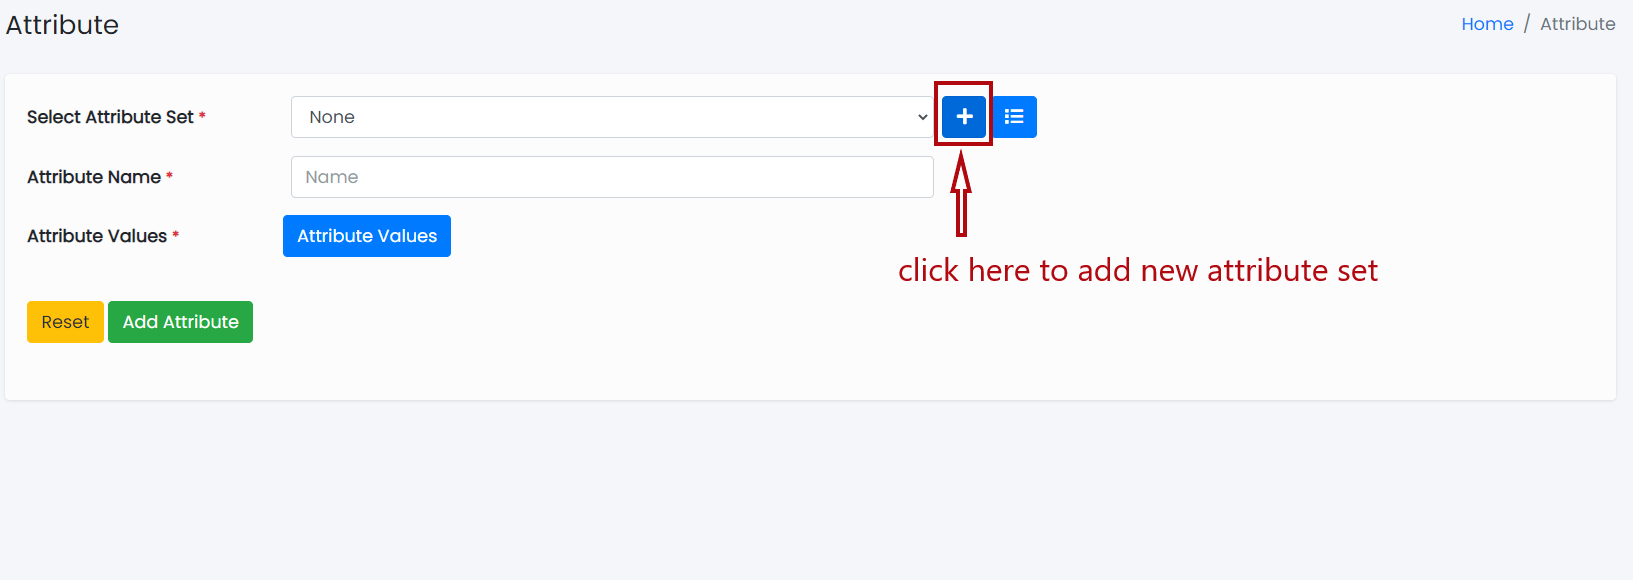 Attribute
Home / Attribute
Select Attribute Set *
None
Attribute Name *
Name
Attribute Values *
Attribute Values
click here to add new attribute set
Reset
Add Attribute